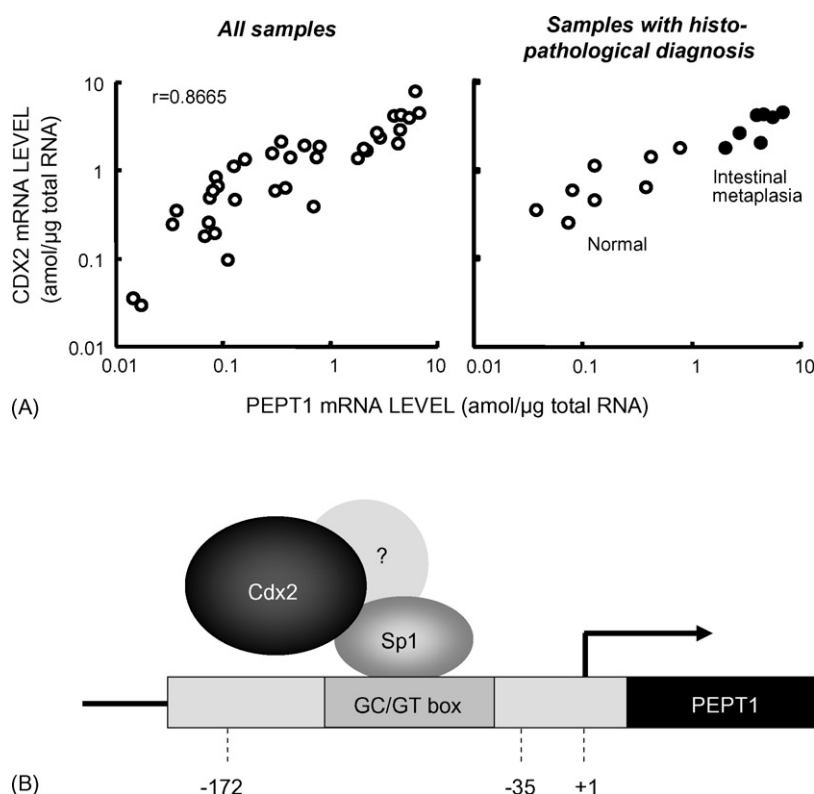 All samples
Samples with histo-
pathological diagnosis
CDX2 mRNA LEVEL
(amol/µg total RNA)
10
1
0.1
0.01
r=0.8665
0.01
0.1
1
10
Intestinal
metaplasia
Normal
0.01
0.1
1
10
(A)
PEPT1 mRNA LEVEL (amol/µg total RNA)
?
Cdx2
Sp1
GC/GT box
PEPT1
(B)
-172
-35
+1